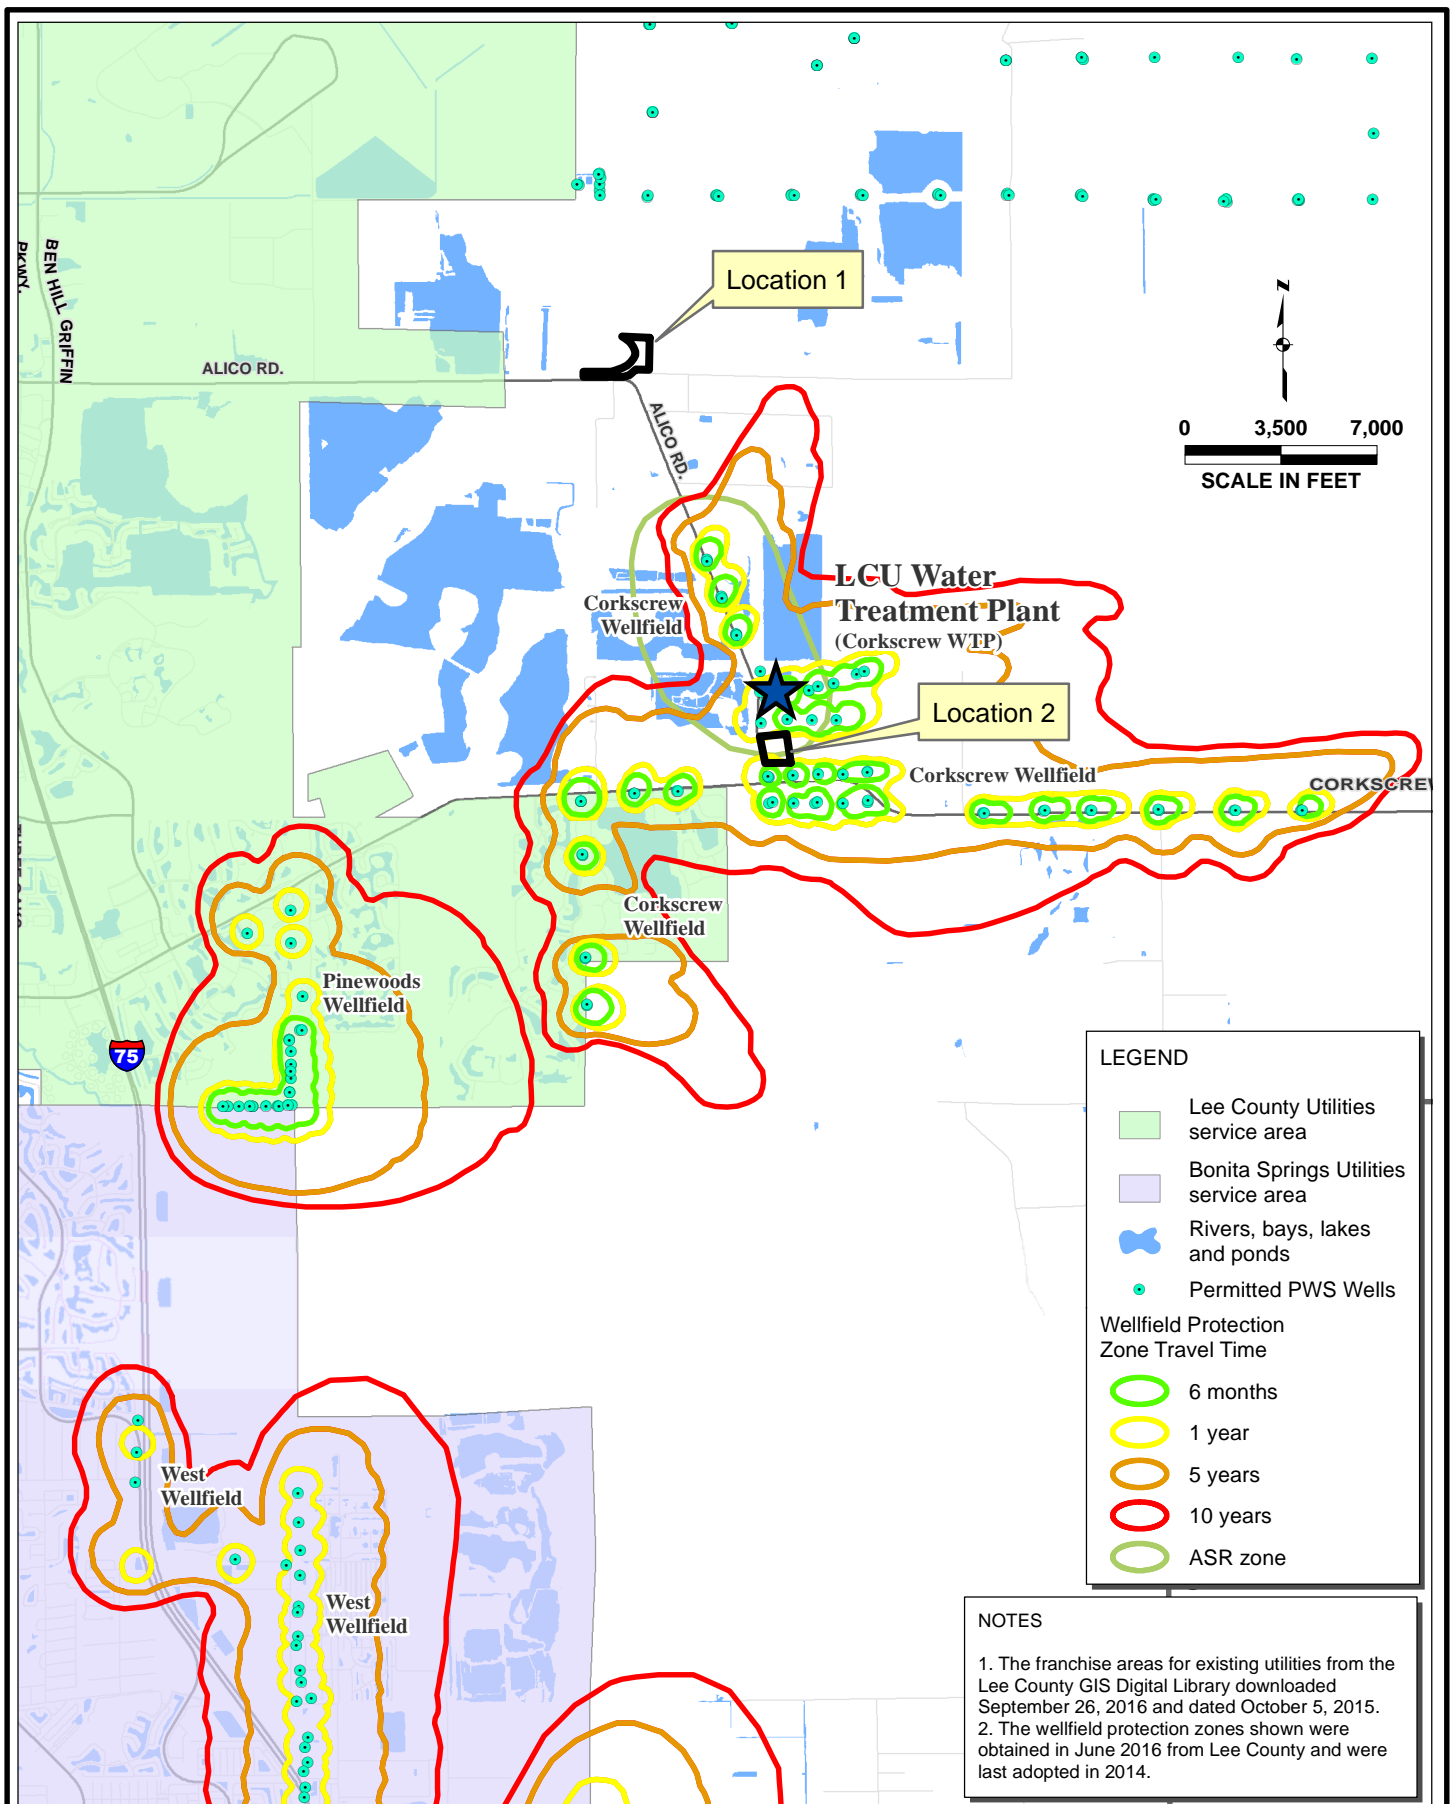 Location 1
PKWY.
BEN HILL GRIFFIN
ALICO RD.
ALICO RD.
N
0 3,500 7,000
SCALE IN FEET
LCU Water
Treatment Plant
(Corkscrew WTP)
Corkscrew
Wellfield
Location 2
Corkscrew Wellfield
CORKSCREW
Corkscrew
Wellfield
Pinewoods
Wellfield
75
West
Wellfield
West
Wellfield
LEGEND
Lee County Utilities
service area
Bonita Springs Utilities
service area
Rivers, bays, lakes
and ponds
Permitted PWS Wells
Wellfield Protection
Zone Travel Time
6 months
1 year
5 years
10 years
ASR zone
NOTES
1. The franchise areas for existing utilities from the
Lee County GIS Digital Library downloaded
September 26, 2016 and dated October 5, 2015.
2. The wellfield protection zones shown were
obtained in June 2016 from Lee County and were
last adopted in 2014.